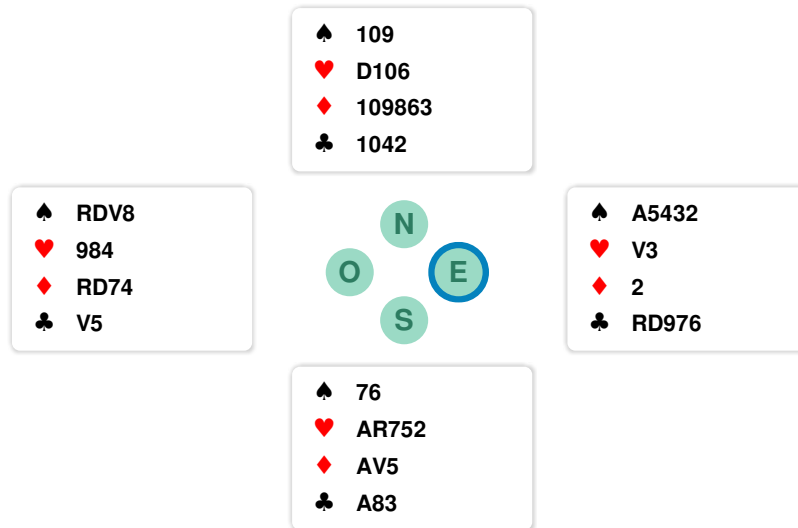 ♠ 109
♥ D106
♦ 109863
♣ 1042
♠ RDV8
♥ 984
♦ RD74
♣ V5
N
O E
S
♠ A5432
♥ V3
♦ 2
♣ RD976
♠ 76
♥ AR752
♦ AV5
♣ A83